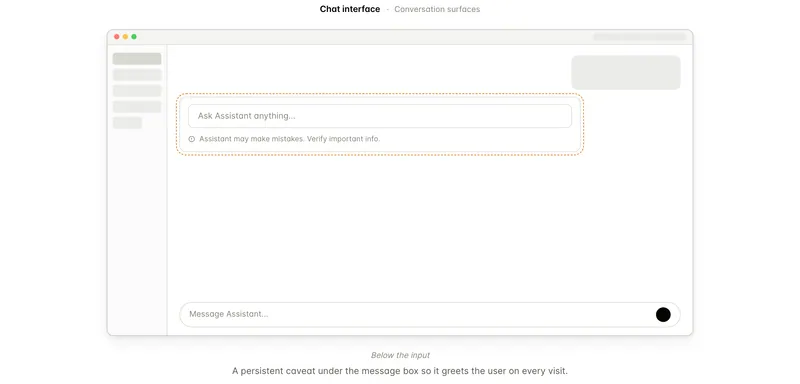 Chat interface · Conversation surfaces
Ask Assistant anything...
Assistant may make mistakes. Verify important info.
Message Assistant...
Below the input
A persistent caveat under the message box so it greets the user on every visit.